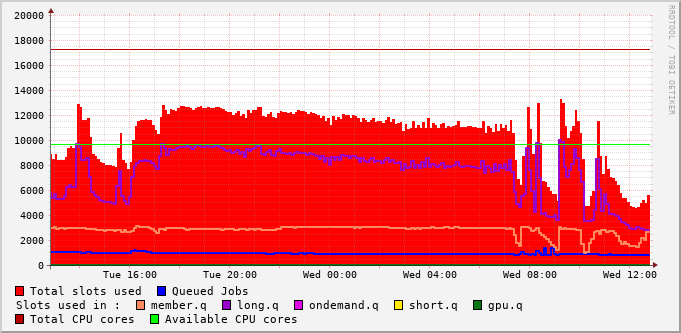 RRDTOOL / TOBI OETIKER
20000
18000
16000
14000
12000
10000
8000
6000
4000
2000
0
Tue 16:00 Tue 20:00 Wed 00:00 Wed 04:00 Wed 08:00 Wed 12:00
Total slots used Queued Jobs
Slots used in : member.q long.q ondemand.q short.q gpu.q
Total CPU cores Available CPU cores